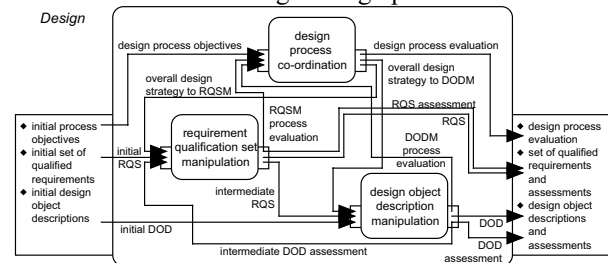 Design
design process objectives
design
process
co-ordination
design process evaluation
overall design
strategy to RQSM
overall design
strategy to DODM
RQSM
process
evaluation
RQS assessment
RQS
initial process
objectives
initial set of
qualified
requirements
initial design
object
descriptions
initial
RQS
requirement
qualification set
manipulation
DODM
process
evaluation
design process
evaluation
set of qualified
requirements
and
assessments
design object
descriptions
and
assessments
intermediate
RQS
design object
description
manipulation
initial DOD
DOD
intermediate DOD assessment
DOD
assessment